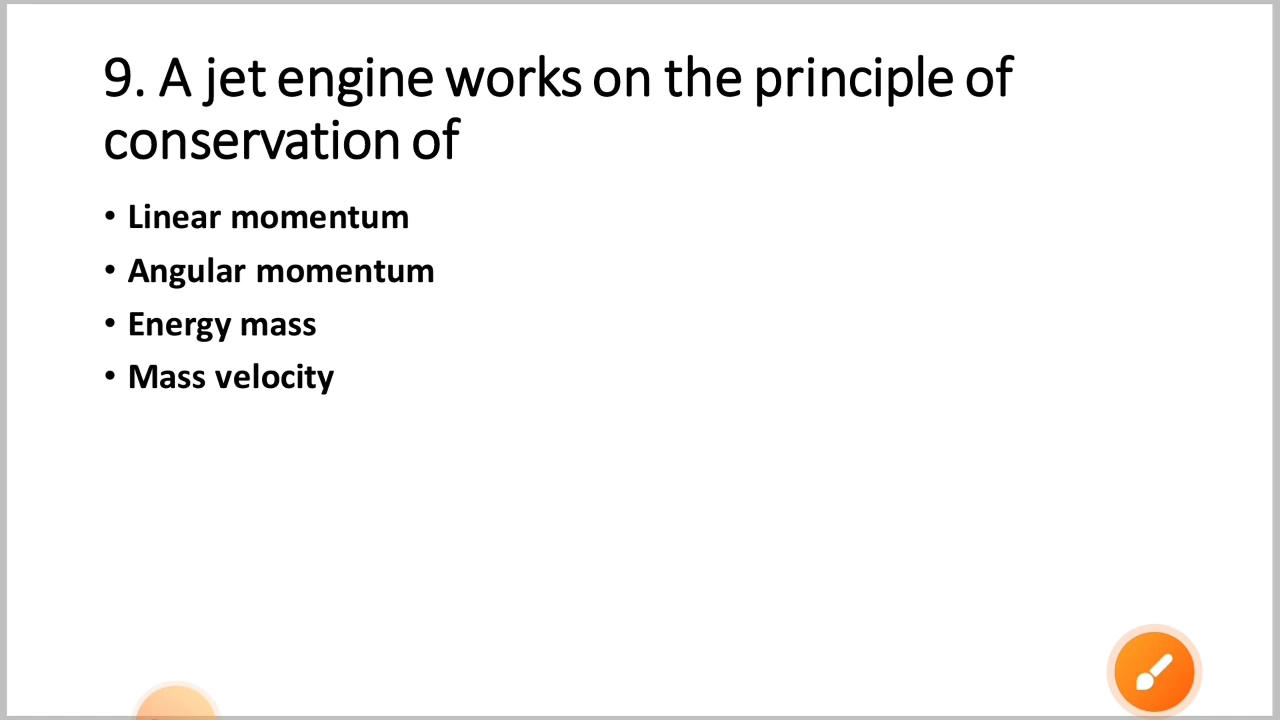 9. A jet engine works on the principle of
conservation of
• Linear momentum
• Angular momentum
• Energy mass
• Mass velocity